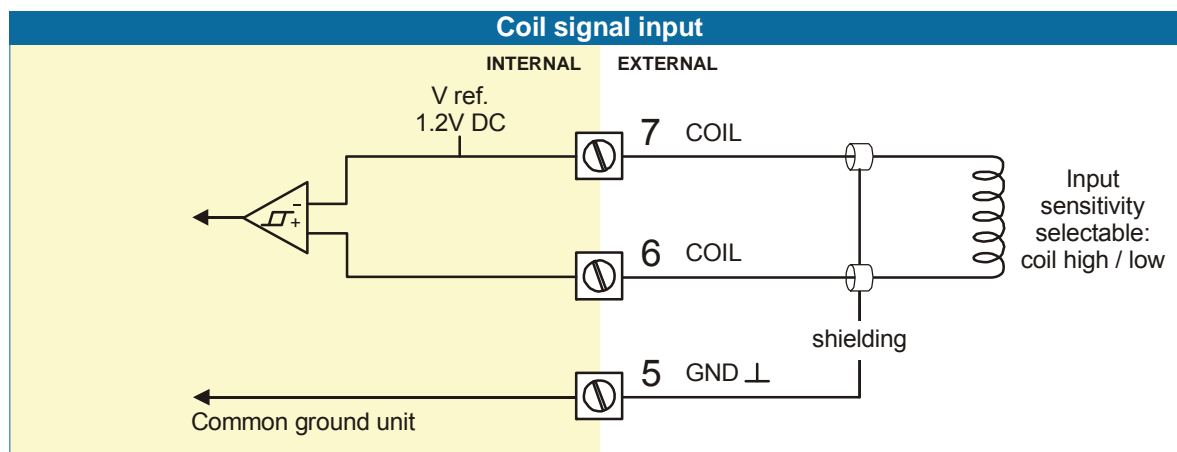 Coil signal input
INTERNAL
EXTERNAL
V ref.
1.2V DC
7 COIL
-
+
6 COIL
Input
sensitivity
selectable:
coil high / low
shielding
5 GND ⊥
Common ground unit